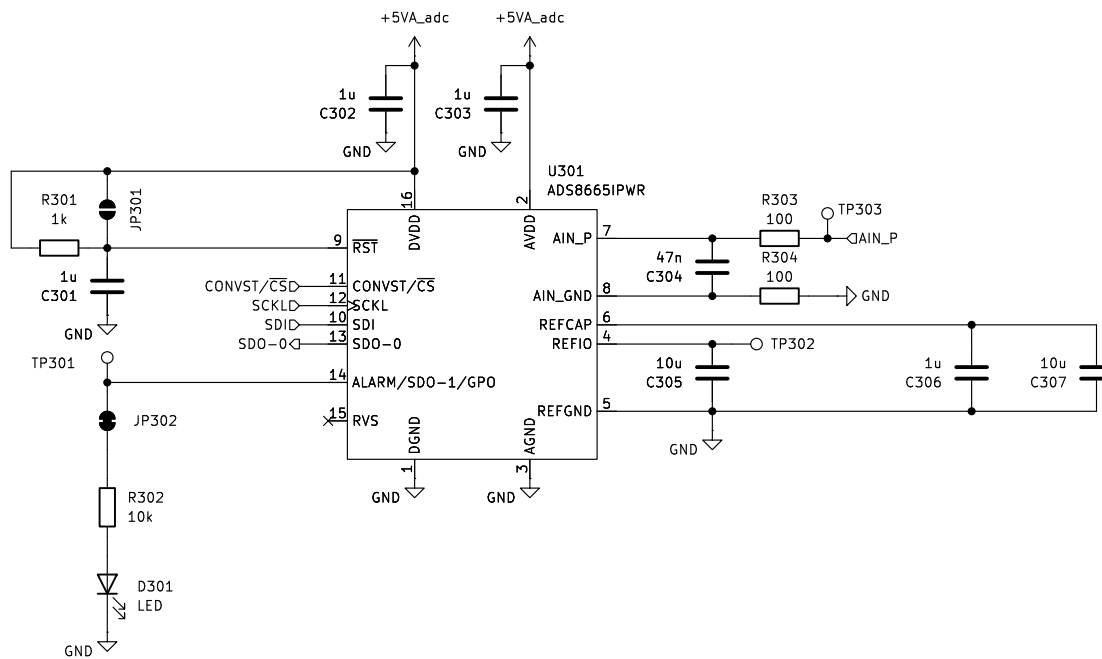 +5VA_adc
+5VA_adc
1u
C302
1u
C303
GND
GND
U301
ADS8665IPWR
R301
1k
JP301
16
DVDD
2
AVDD
R303
100
TP303
9
RST
AIN_P
7
AIN_P
1u
C301
47n
C304
R304
100
CONVST/CS
11
CONVST/CS
SCKL
12
SCKL
SDI
10
SDI
SDO-0
13
SDO-0
AIN_GND
8
GND
GND
REFCAP
6
REFIO
4
TP302
TP301
10u
C305
1u
C306
10u
C307
14
ALARM/SDO-1/GPO
JP302
15
RVS
REFGND
5
DGND
1
AGND
3
GND
GND
GND
R302
10k
D301
LED
GND